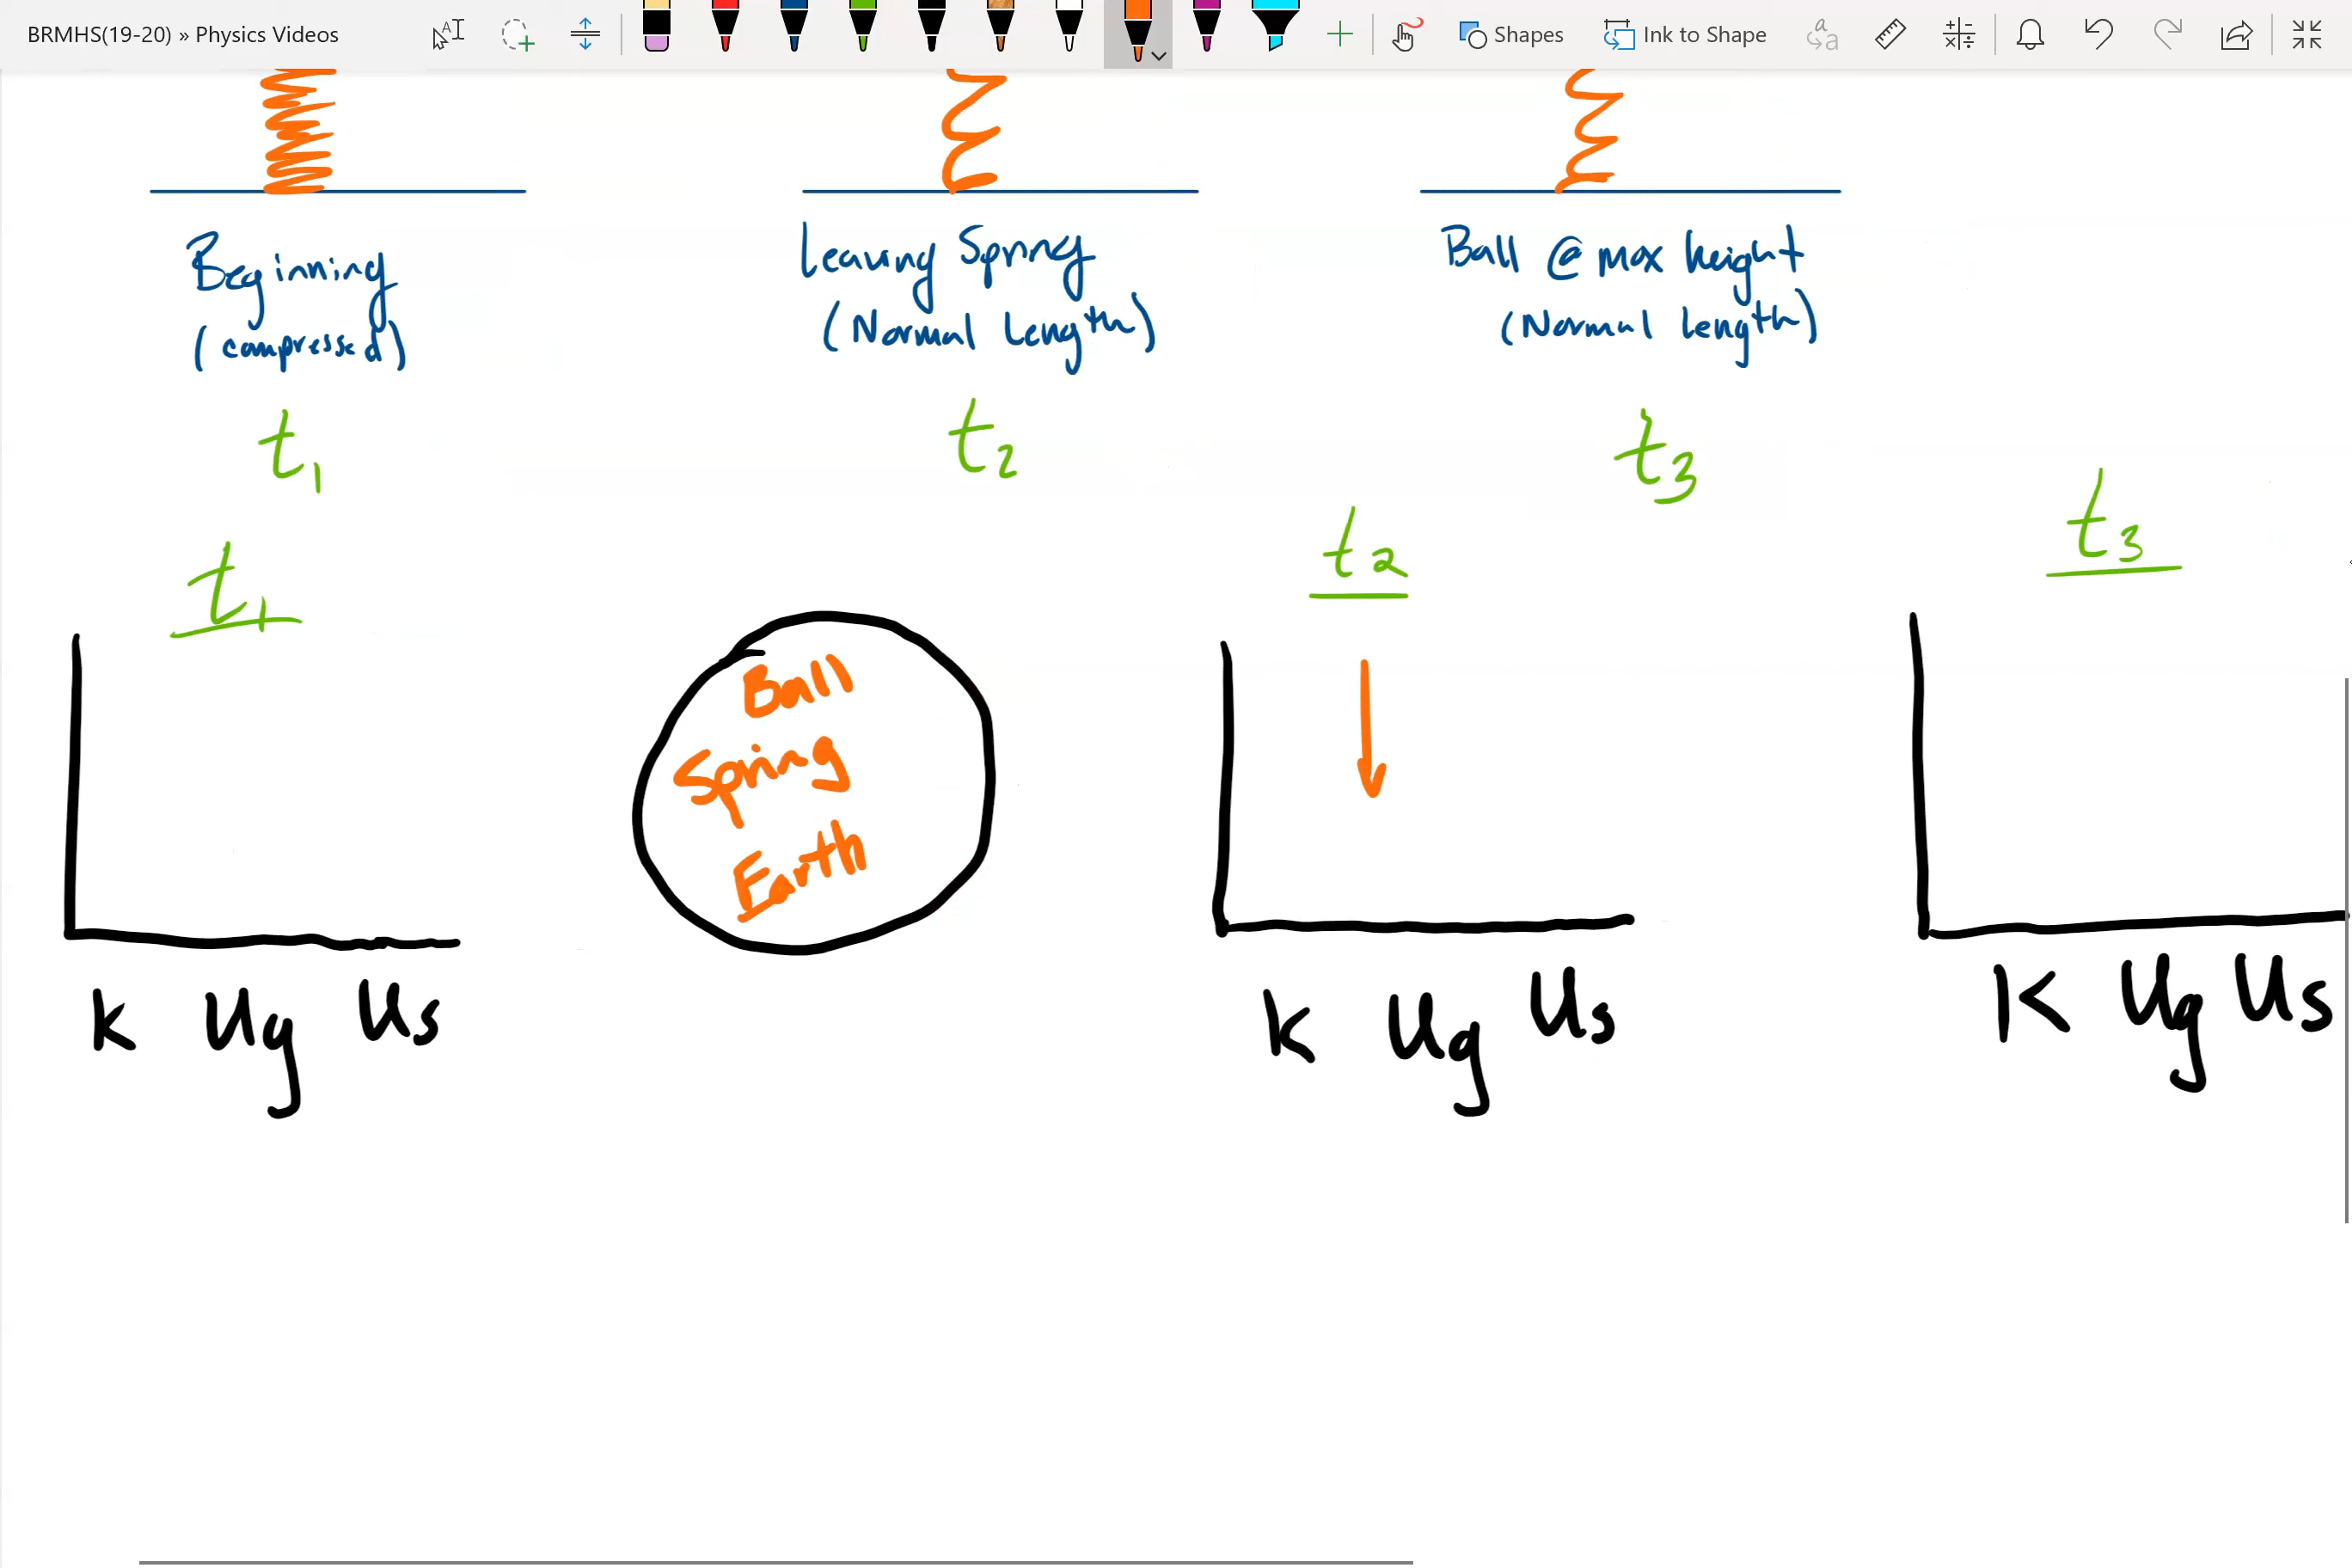 BRMHS(19-20) » Physics Videos
Shapes
Ink to Shape
Beginning
(compressed)
Leaving Spring
(Normal Length)
Ball @ max height
(Normal Length)
t1
t2
t3
t1
t2
t3
Ball
Spring
Earth
K Ug Us
K Ug Us
K Ug Us